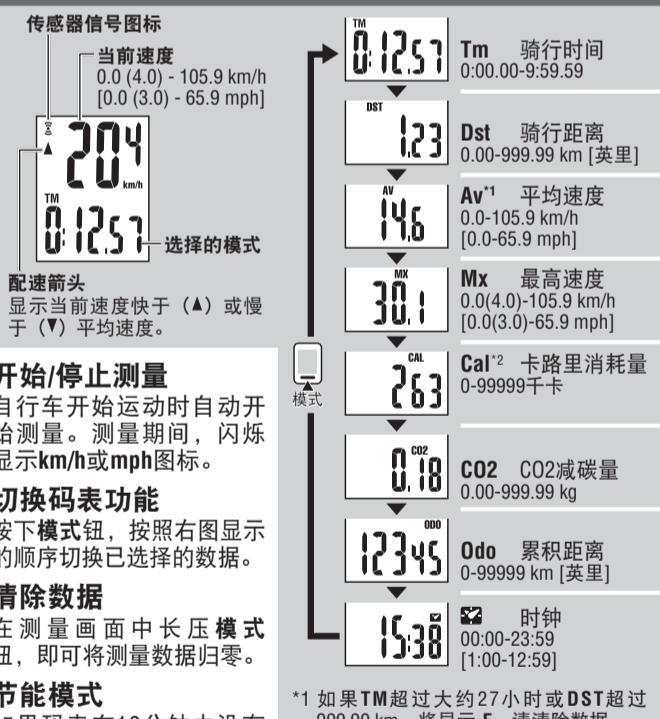 传感器信号图标
当前速度
0.0 (4.0) - 105.9 km/h
[0.0 (3.0) - 65.9 mph]
20.4
km/h
TM
0:12.57
选择的模式
配速箭头
显示当前速度快于（▲）或慢
于（▼）平均速度。
开始/停止测量
自行车开始运动时自动开
始测量。测量期间，闪烁
显示km/h或mph图标。
切换码表功能
按下模式钮，按照右图显示
的顺序切换已选择的数据。
清除数据
在测量画面中长压模式
钮，即可将测量数据归零。
节能模式
模式
TM
0:12.57
Tm 骑行时间
0:00.00-9:59.59
DST
1.23
Dst 骑行距离
0.00-999.99 km [英里]
AV
14.6
Av*1 平均速度
0.0-105.9 km/h
[0.0-65.9 mph]
MX
30.1
Mx 最高速度
0.0(4.0)-105.9 km/h
[0.0(3.0)-65.9 mph]
CAL
263
Cal*2 卡路里消耗量
0-99999千卡
CO2
0.18
CO2 CO2减碳量
0.00-999.99 kg
ODO
12345
Odo 累积距离
0-99999 km [英里]
15:38
时钟
00:00-23:59
[1:00-12:59]
*1 如果TM超过大约27小时或DST超过